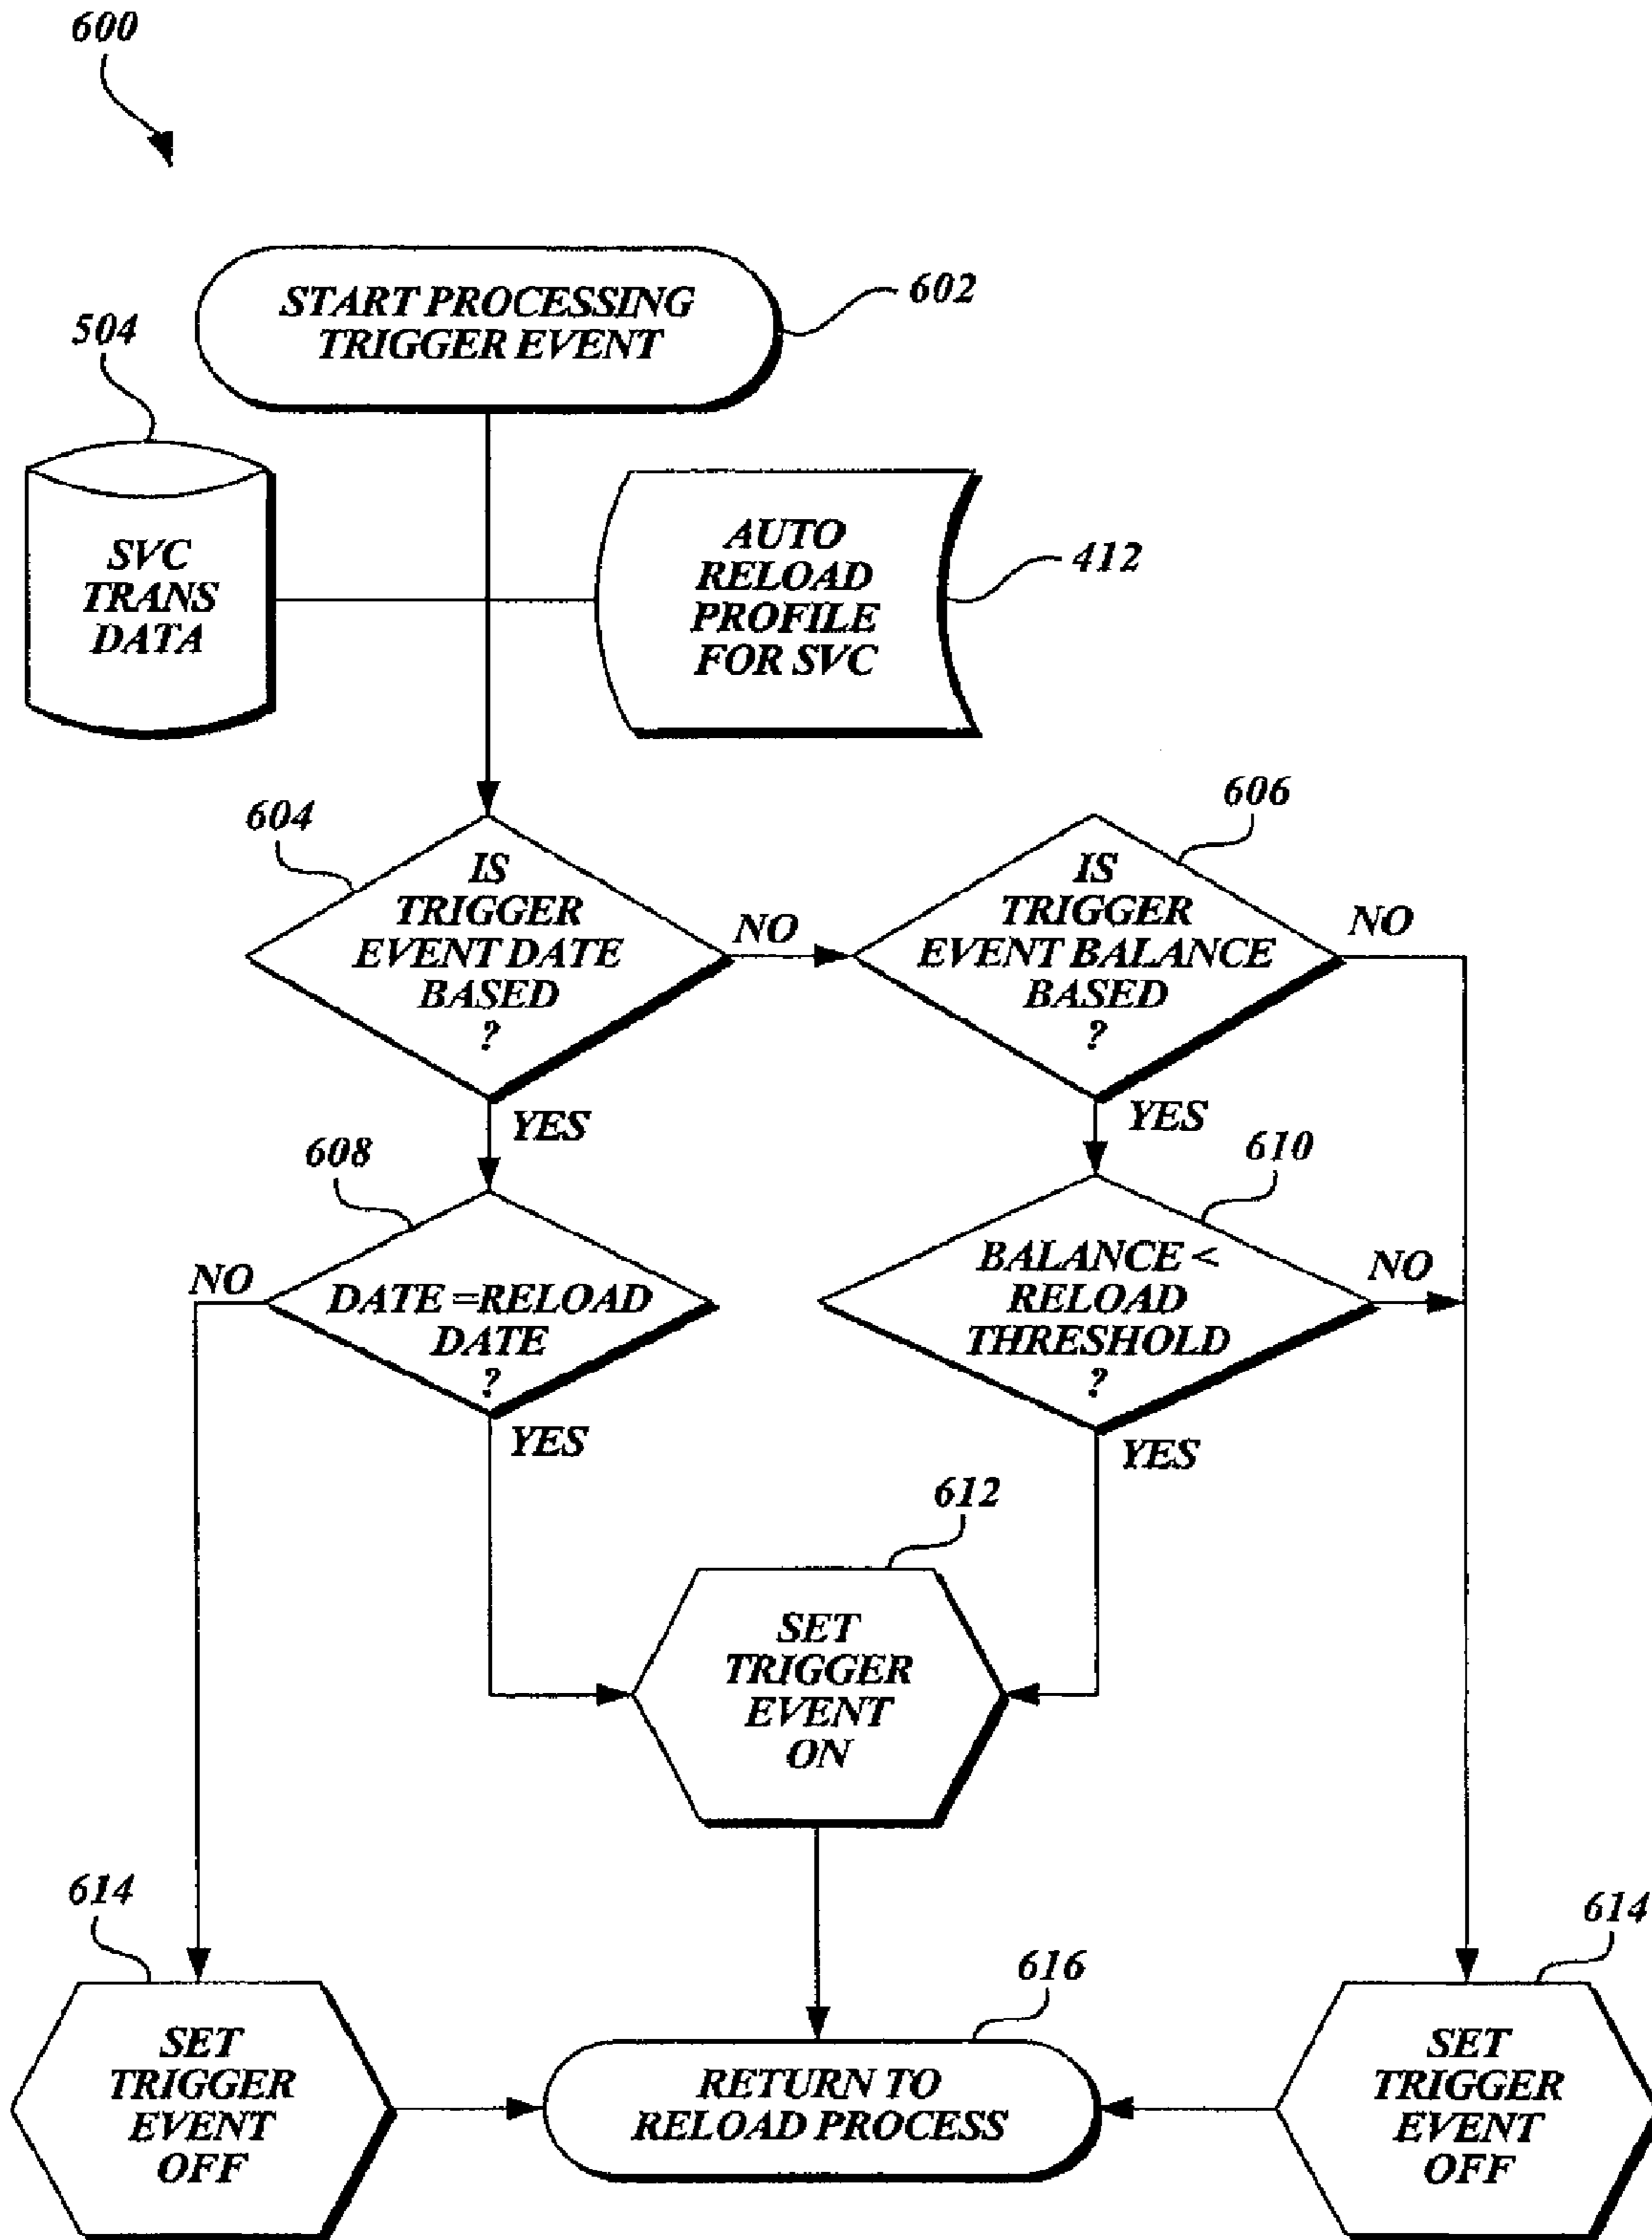 600
START PROCESSING
TRIGGER EVENT
602
504
SVC
TRANS
DATA
AUTO
RELOAD
PROFILE
FOR SVC
412
604
IS
TRIGGER
EVENT DATE
BASED
?
NO
YES
606
IS
TRIGGER
EVENT BALANCE
BASED
?
NO
YES
608
NO
DATE =RELOAD
DATE
?
YES
610
BALANCE <
RELOAD
THRESHOLD
?
NO
YES
612
SET
TRIGGER
EVENT
ON
614
SET
TRIGGER
EVENT
OFF
616
RETURN TO
RELOAD PROCESS
614
SET
TRIGGER
EVENT
OFF